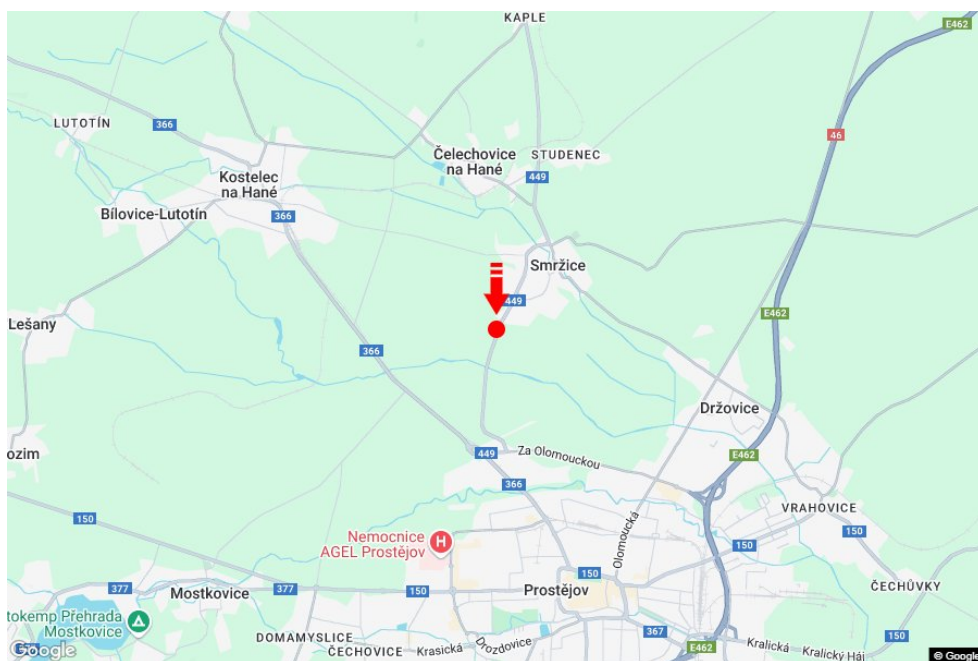 KAPLE
E462
46
LUTOTÍN
366
Čelechovice
na Hané
STUDENEC
449
Kostelec
na Hané
Bílovice-Lutotín
366
Smržice
449
E462
Lešany
366
Držovice
ozim
449
Za Olomouckou
E462
366
150
VRAHOVICE
Nemocnice
AGEL Prostějov
H
Olomoucká
150
150
377
377
Mostkovice
150
Prostějov
150
ČECHŮVKY
tokemp Přehrada
Mostkovice
DOMAMYSLICE
ČECHOVICE
Krasická
Drozdovice
367
Kralická
Kralický Háj
Google
© Google